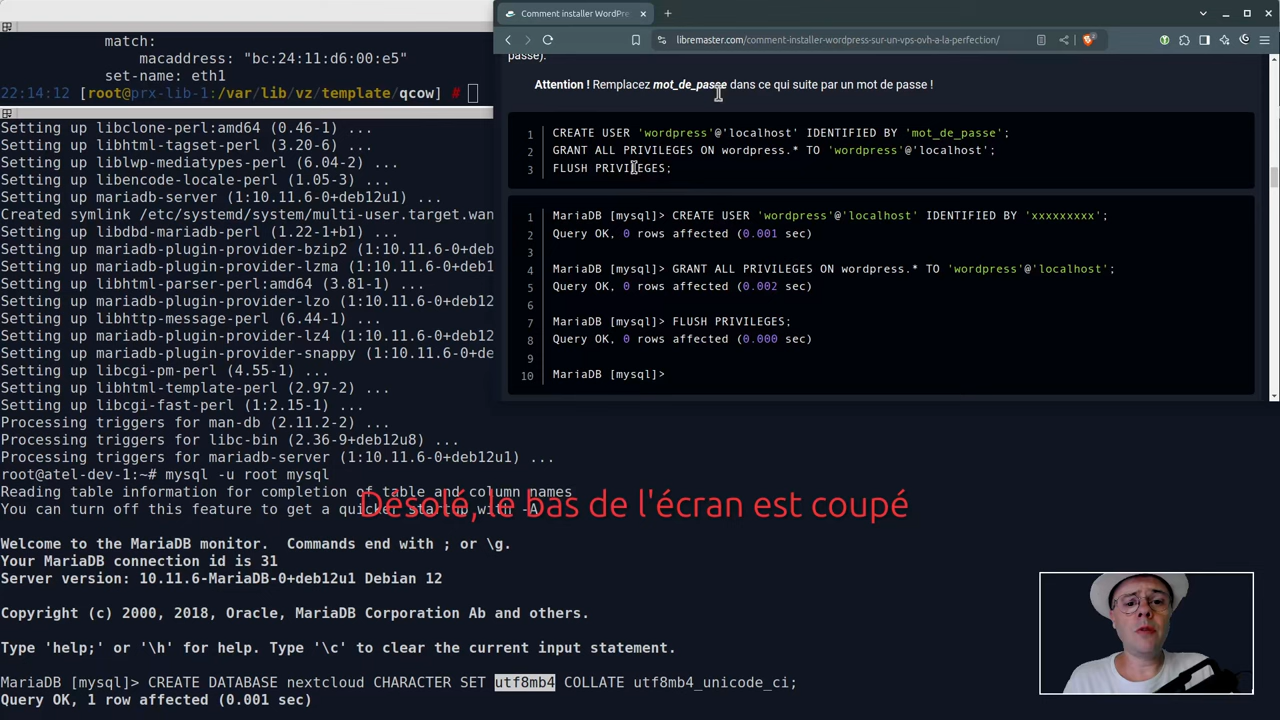 match:
macaddress: "bc:24:11:d6:00:e5"
set-name: eth1
22:14:12 [root@prx-lib-1:/var/lib/vz/template/qcow] #
Setting up libclone-perl:amd64 (0.46-1) ...
Setting up libhtml-tagset-perl (3.20-6) ...
Setting up liblwp-mediatypes-perl (6.04-2) ...
Setting up libencode-locale-perl (1.05-3) ...
Setting up mariadb-server (1:10.11.6-0+deb12u1) ...
Created symlink /etc/systemd/system/multi-user.target.wan
Setting up libdbd-mariadb-perl (1.22-1+b1) ...
Setting up mariadb-plugin-provider-bzip2 (1:10.11.6-0+deb
Setting up mariadb-plugin-provider-lzma (1:10.11.6-0+deb1
Setting up libhtml-parser-perl:amd64 (3.81-1) ...
Setting up mariadb-plugin-provider-lzo (1:10.11.6-0+deb12
Setting up libhttp-message-perl (6.44-1) ...
Setting up mariadb-plugin-provider-lz4 (1:10.11.6-0+deb12
Setting up mariadb-plugin-provider-snappy (1:10.11.6-0+de
Setting up libcgi-pm-perl (4.55-1) ...
Setting up libhtml-template-perl (2.97-2) ...
Setting up libcgi-fast-perl (1:2.15-1) ...
Processing triggers for man-db (2.11.2-2) ...
Processing triggers for libc-bin (2.36-9+deb12u8) ...
Processing triggers for mariadb-server (1:10.11.6-0+deb12u1) ...
root@atel-dev-1:~# mysql -u root mysql
Reading table information for completion of table and column names
You can turn off this feature to get a quicker startup with -A
Welcome to the MariaDB monitor.  Commands end with ; or \g.
Your MariaDB connection id is 31
Server version: 10.11.6-MariaDB-0+deb12u1 Debian 12
Copyright (c) 2000, 2018, Oracle, MariaDB Corporation Ab and others.
Type 'help;' or '\h' for help. Type '\c' to clear the current input statement.
MariaDB [mysql]> CREATE DATABASE nextcloud CHARACTER SET utf8mb4 COLLATE utf8mb4_unicode_ci;
Query OK, 1 row affected (0.001 sec)
Comment installer WordPre
libremaster.com/comment-installer-wordpress-sur-un-vps-ovh-a-la-perfection/
passe).
Attention ! Remplacez mot_de_passe dans ce qui suite par un mot de passe !
1 CREATE USER 'wordpress'@'localhost' IDENTIFIED BY 'mot_de_passe';
2 GRANT ALL PRIVILEGES ON wordpress.* TO 'wordpress'@'localhost';
3 FLUSH PRIVILEGES;
1 MariaDB [mysql]> CREATE USER 'wordpress'@'localhost' IDENTIFIED BY 'xxxxxxxxx';
2 Query OK, 0 rows affected (0.001 sec)
3
4 MariaDB [mysql]> GRANT ALL PRIVILEGES ON wordpress.* TO 'wordpress'@'localhost';
5 Query OK, 0 rows affected (0.002 sec)
6
7 MariaDB [mysql]> FLUSH PRIVILEGES;
8 Query OK, 0 rows affected (0.000 sec)
9
10 MariaDB [mysql]>
Désolé, le bas de l'écran est coupé